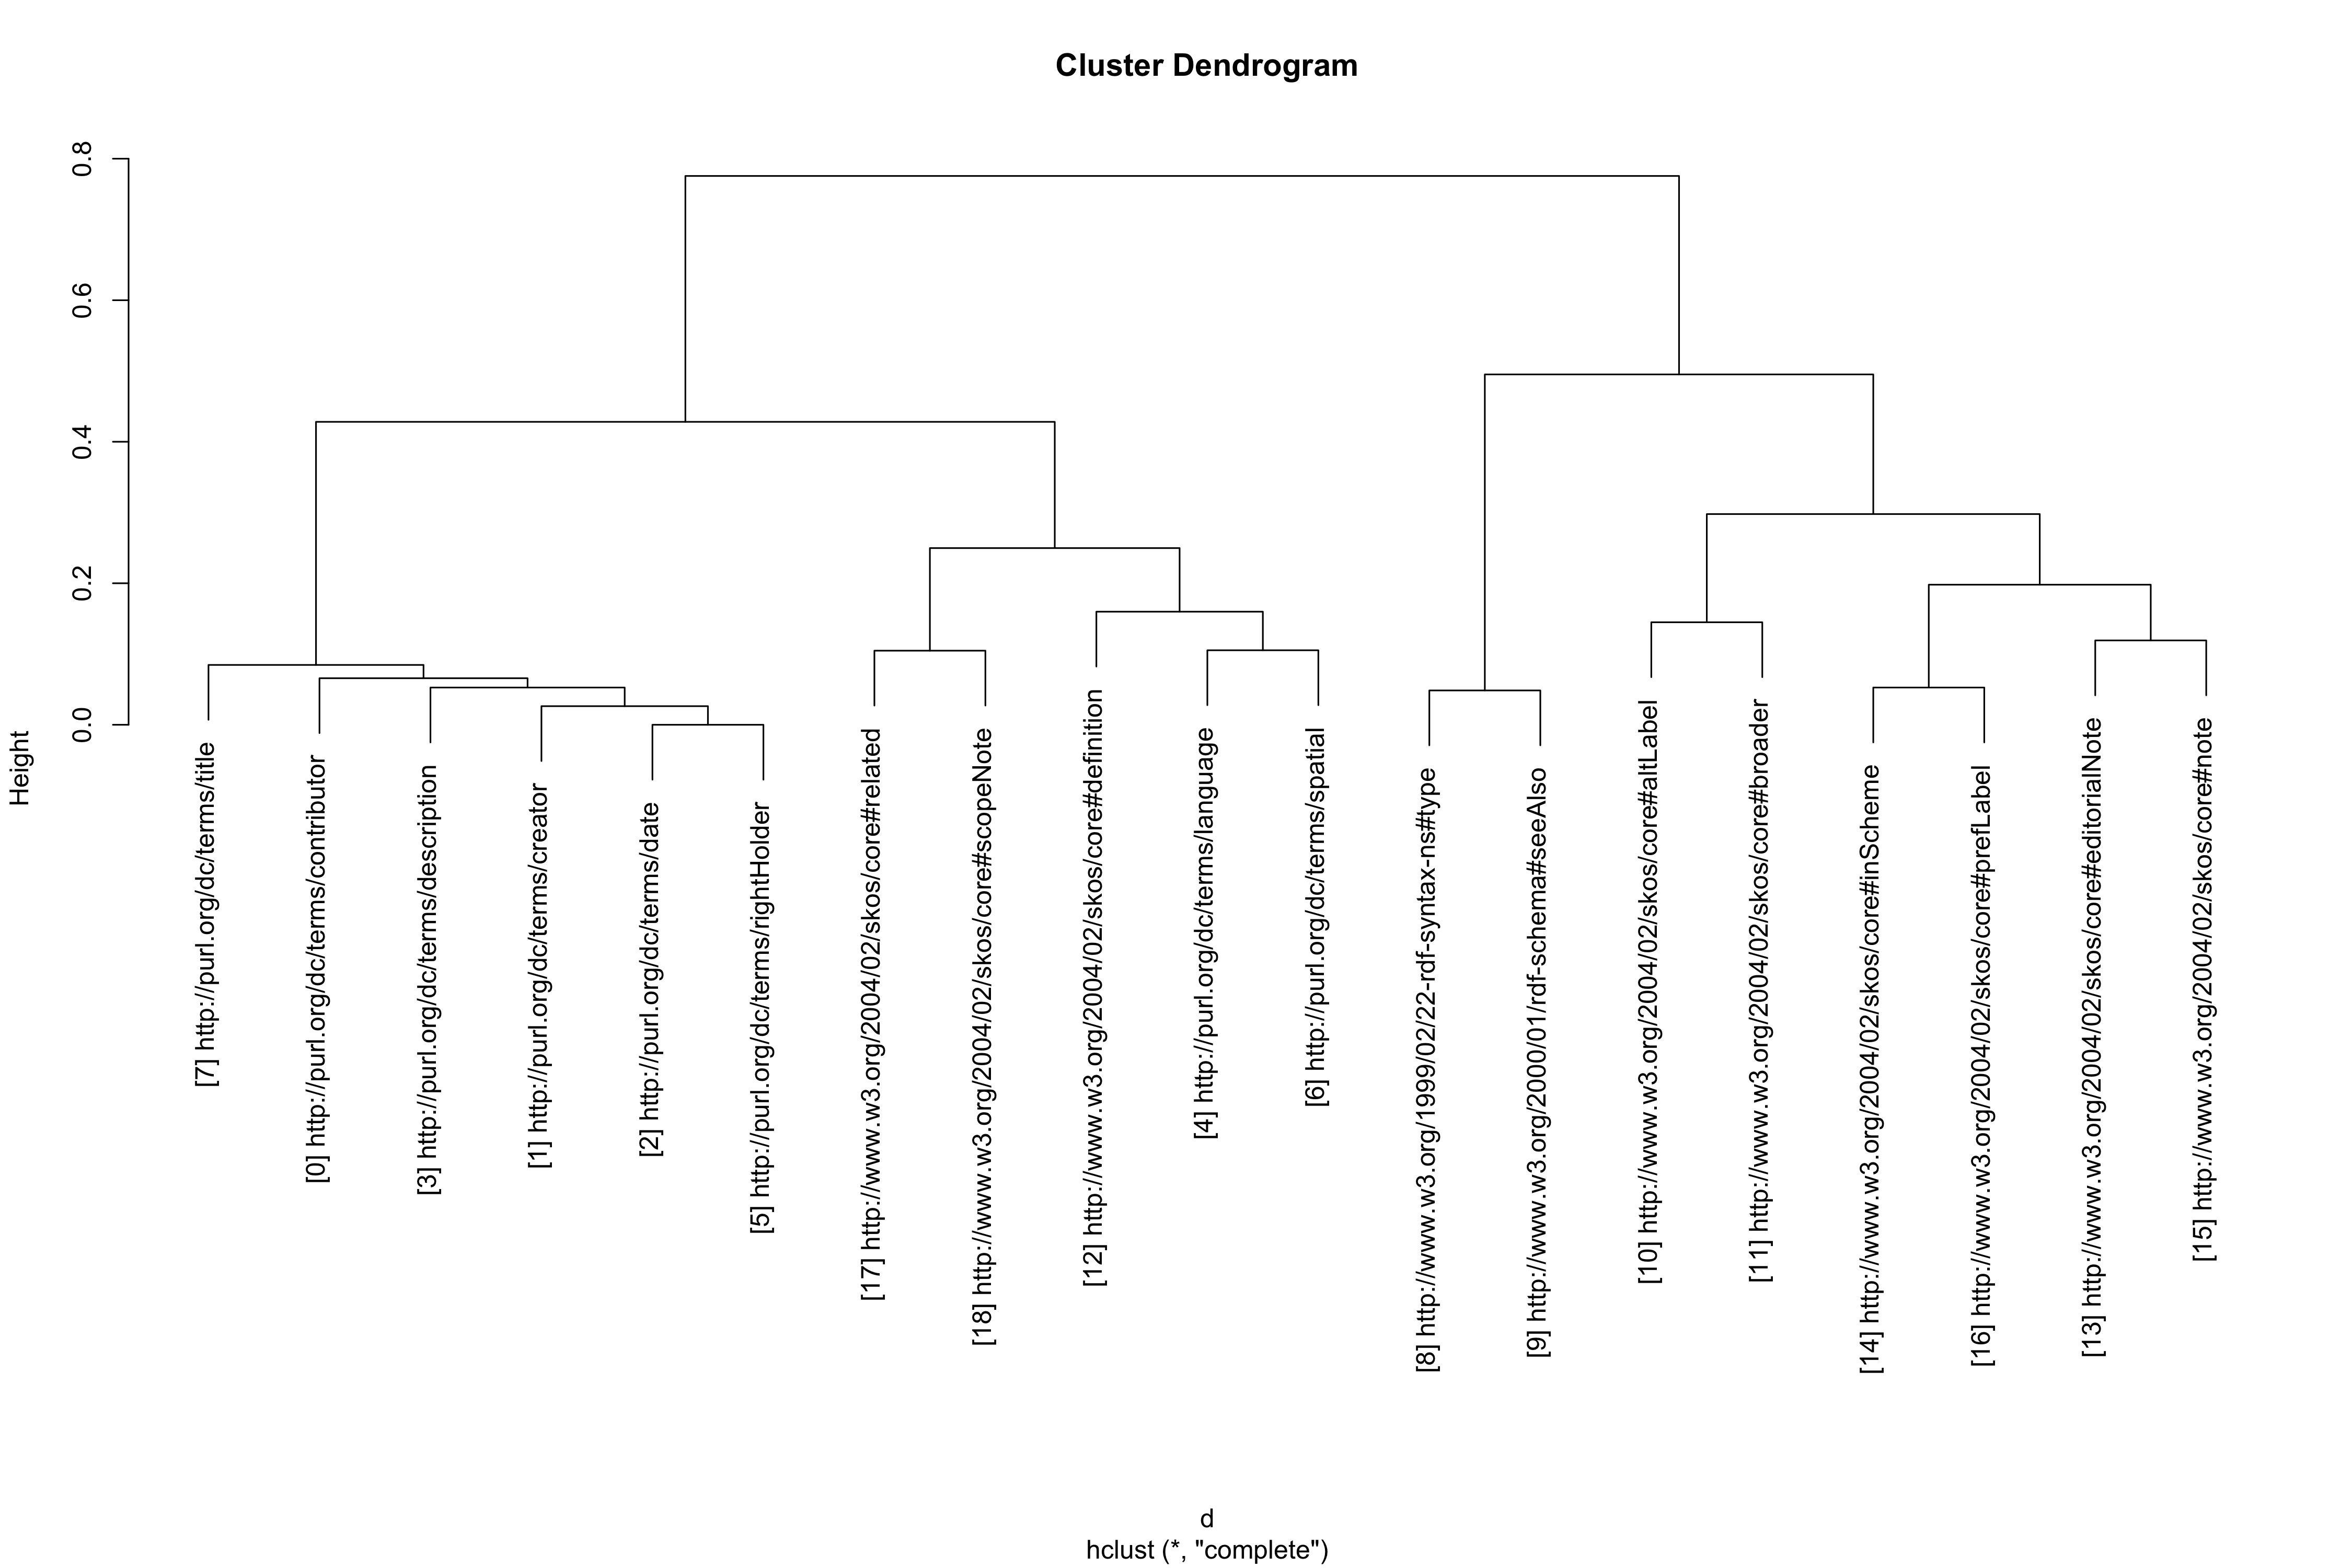 Cluster Dendrogram
Height
0.8
0.6
0.4
0.2
0.0
[7] http://purl.org/dc/terms/title
[0] http://purl.org/dc/terms/contributor
[3] http://purl.org/dc/terms/description
[1] http://purl.org/dc/terms/creator
[2] http://purl.org/dc/terms/date
[5] http://purl.org/dc/terms/rightHolder
[17] http://www.w3.org/2004/02/skos/core#related
[18] http://www.w3.org/2004/02/skos/core#scopeNote
[12] http://www.w3.org/2004/02/skos/core#definition
[4] http://purl.org/dc/terms/language
[6] http://purl.org/dc/terms/spatial
[8] http://www.w3.org/1999/02/22-rdf-syntax-ns#type
[9] http://www.w3.org/2000/01/rdf-schema#seeAlso
[10] http://www.w3.org/2004/02/skos/core#altLabel
[11] http://www.w3.org/2004/02/skos/core#broader
[14] http://www.w3.org/2004/02/skos/core#inScheme
[16] http://www.w3.org/2004/02/skos/core#prefLabel
[13] http://www.w3.org/2004/02/skos/core#editorialNote
[15] http://www.w3.org/2004/02/skos/core#note
d
hclust (*, "complete")